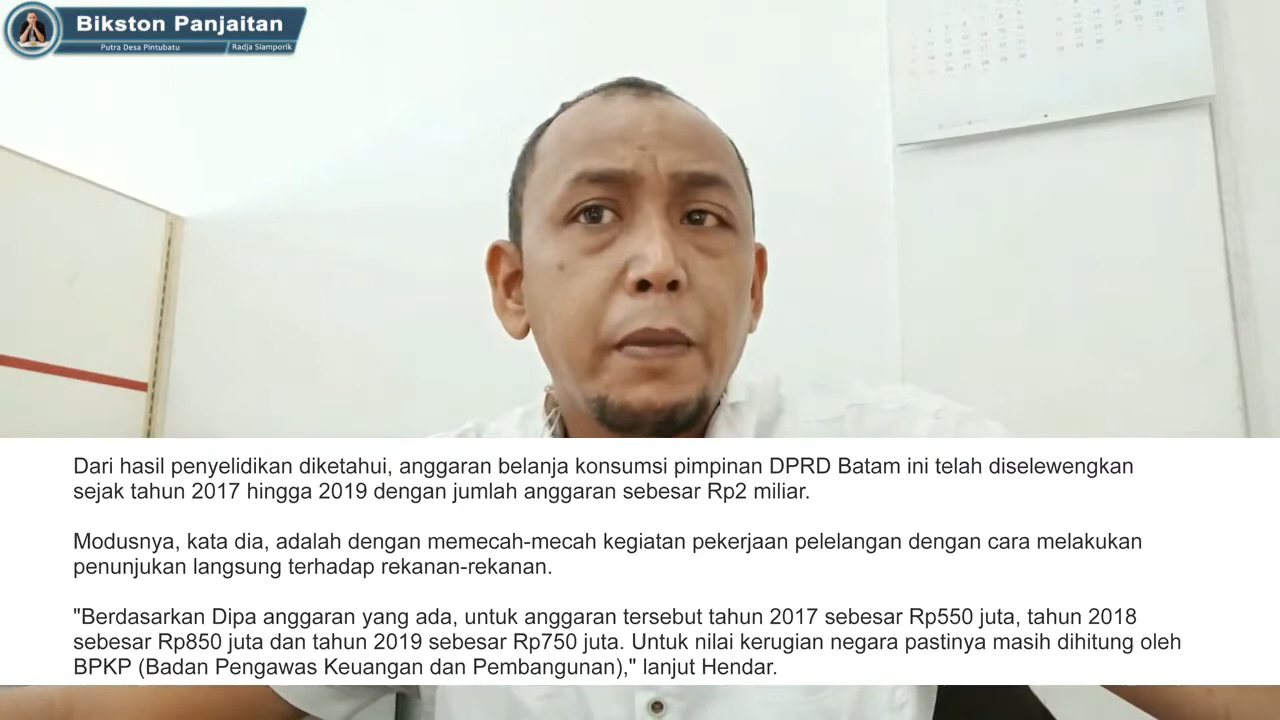 Bikston Panjaitan
Putra Desa Pintubatu
Radja Siamporik
Dari hasil penyelidikan diketahui, anggaran belanja konsumsi pimpinan DPRD Batam ini telah diselewengkan
sejak tahun 2017 hingga 2019 dengan jumlah anggaran sebesar Rp2 miliar.
Modusnya, kata dia, adalah dengan memecah-mecah kegiatan pekerjaan pelelangan dengan cara melakukan
penunjukan langsung terhadap rekanan-rekanan.
"Berdasarkan Dipa anggaran yang ada, untuk anggaran tersebut tahun 2017 sebesar Rp550 juta, tahun 2018
sebesar Rp850 juta dan tahun 2019 sebesar Rp750 juta. Untuk nilai kerugian negara pastinya masih dihitung oleh
BPKP (Badan Pengawas Keuangan dan Pembangunan)," lanjut Hendar.